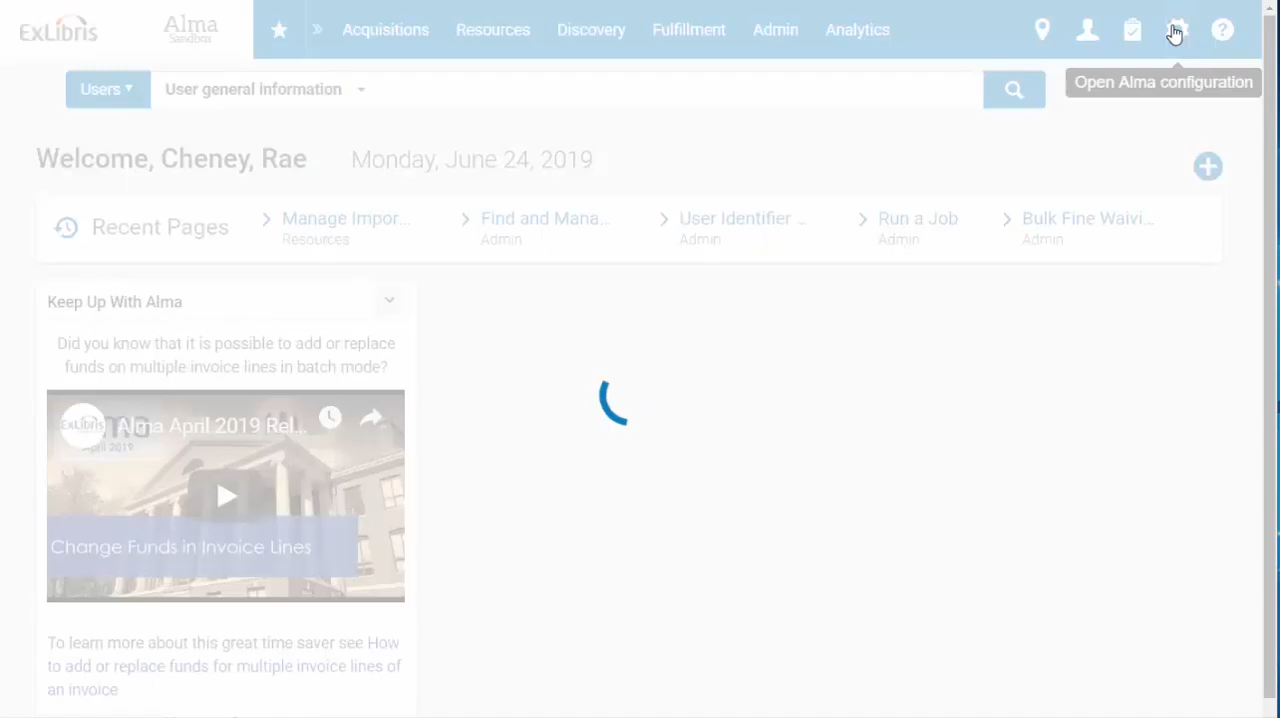 ExLibris
Alma
Sandbox
Acquisitions
Resources
Discovery
Fulfillment
Admin
Analytics
?
Open Alma configuration
Users
User general information
Welcome, Cheney, Rae
Monday, June 24, 2019
Recent Pages
Manage Impor...
Resources
Find and Mana...
Admin
User Identifier ...
Admin
Run a Job
Admin
Bulk Fine Waivi...
Admin
Keep Up With Alma
Did you know that it is possible to add or replace
funds on multiple invoice lines in batch mode?
ExLibris
Alma April 2019 Rel...
April 2019
Change Funds in Invoice Lines
To learn more about this great time saver see How
to add or replace funds for multiple invoice lines of
an invoice